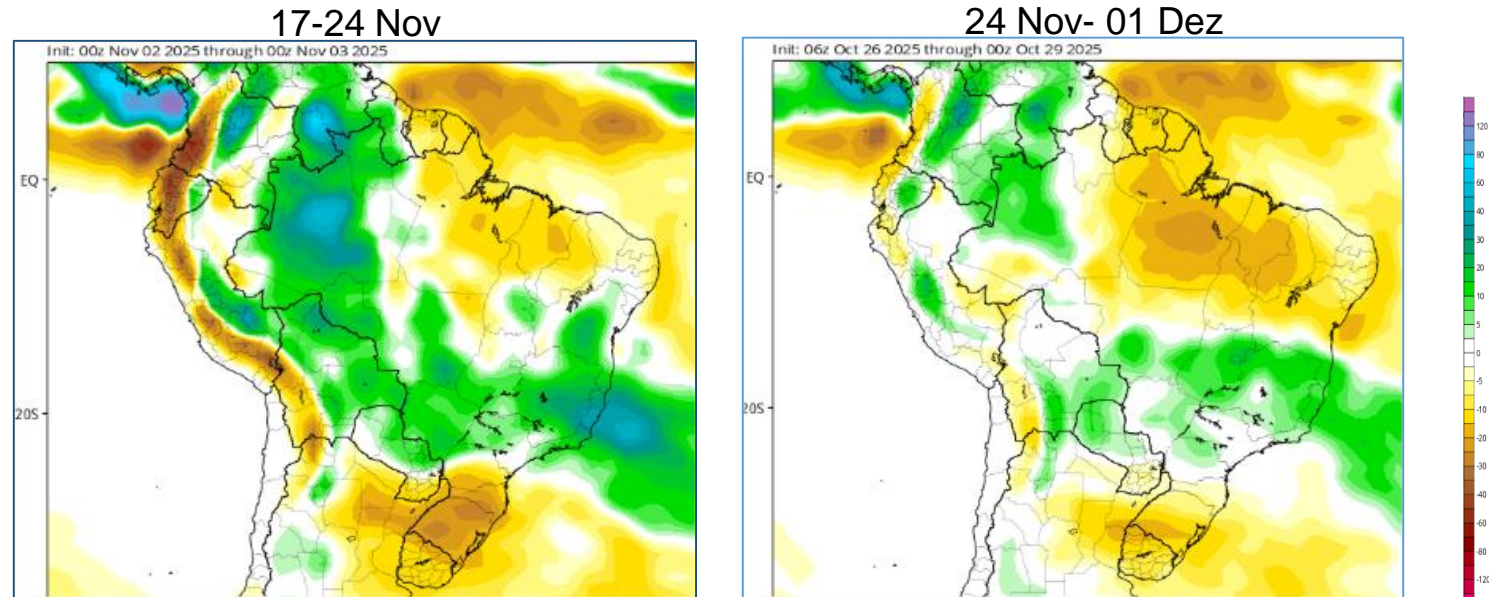 17-24 Nov
24 Nov- 01 Dez
Init: 00z Nov 02 2025 through 00z Nov 03 2025
Init: 06z Oct 26 2025 through 00z Oct 29 2025
EQ
20S
EQ
20S
120
80
60
40
30
20
10
5
0
-5
-10
-20
-30
-40
-60
-80
-120